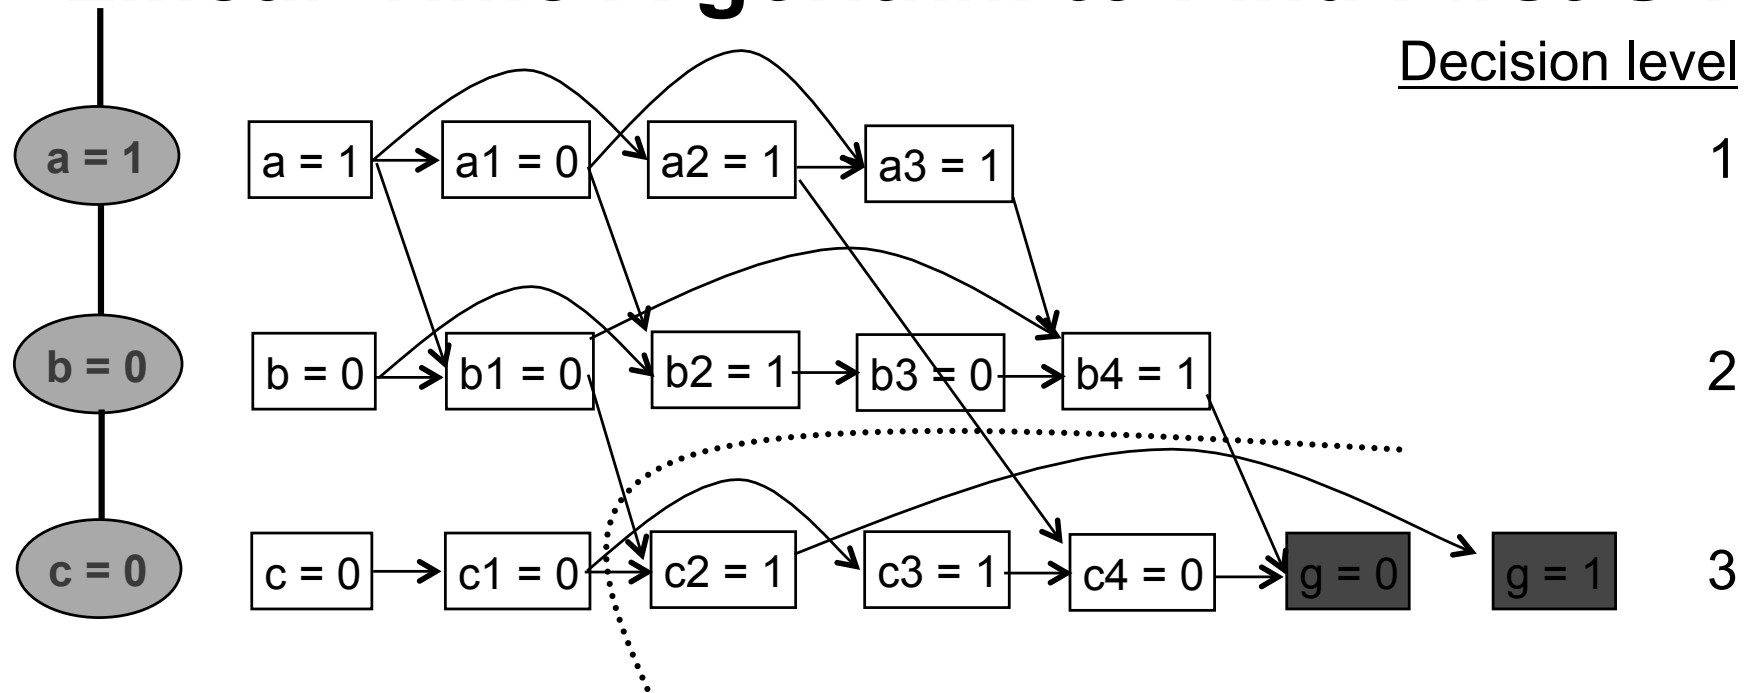 Decision level
a = 1 a = 1 a1 = 0 a2 = 1 a3 = 1 1
b = 0 b = 0 b1 = 0 b2 = 1 b3 = 0 b4 = 1 2
c = 0 c = 0 c1 = 0 c2 = 1 c3 = 1 c4 = 0 g = 0 g = 1 3